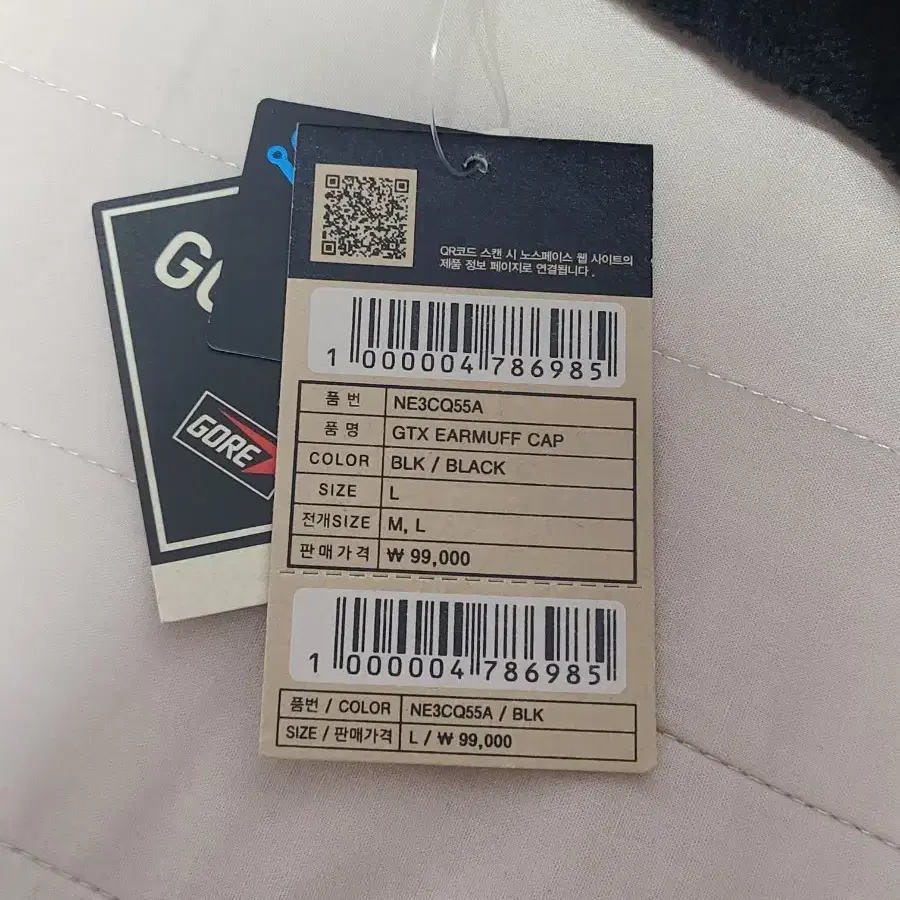 QR코드 스캔 시 노스페이스 웹 사이트의
제품 정보 페이지로 연결됩니다.
1 000004 786985
품번 NE3CQ55A
품명 GTX EARMUFF CAP
COLOR BLK / BLACK
SIZE L
전개SIZE M, L
판매가격 ₩ 99,000
1 000004 786985
품번 / COLOR NE3CQ55A / BLK
SIZE / 판매가격 L / ₩ 99,000
GORE